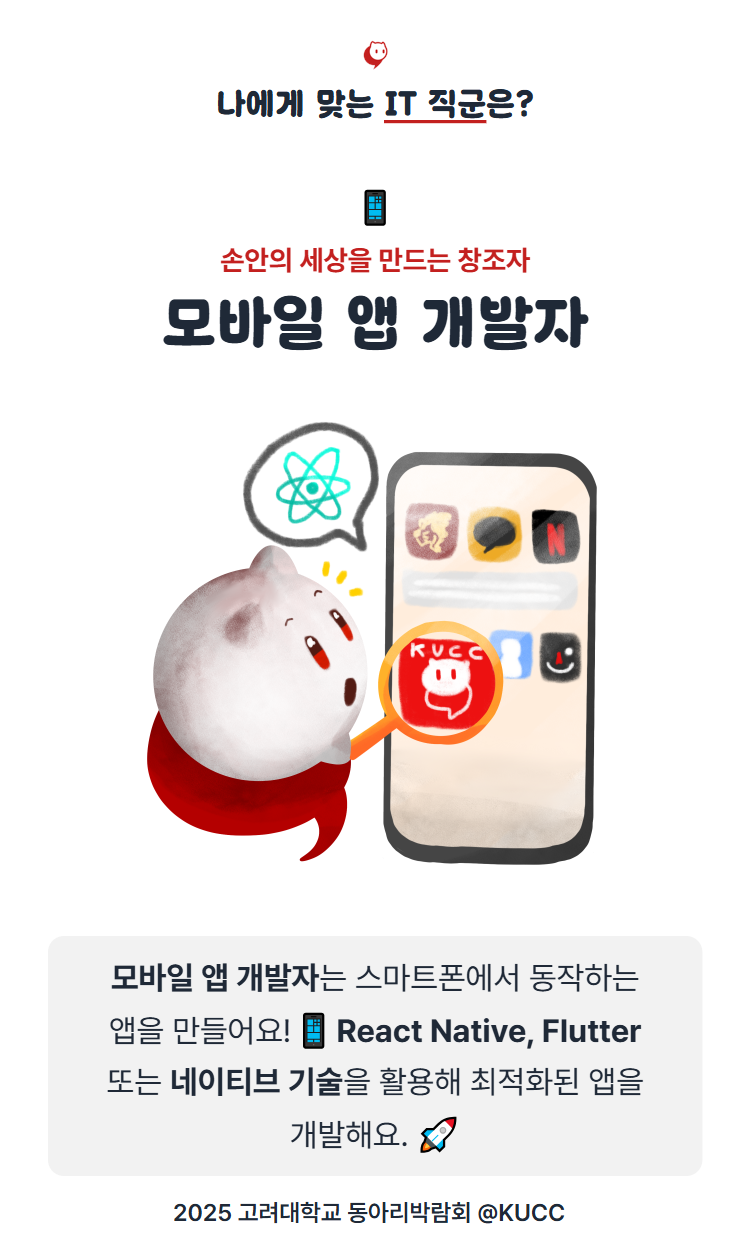 나에게 맞는 IT 직군은?
📱
손안의 세상을 만드는 창조자
모바일 앱 개발자
N
KUCC
모바일 앱 개발자는 스마트폰에서 동작하는
앱을 만들어요! 📱 React Native, Flutter
또는 네이티브 기술을 활용해 최적화된 앱을
개발해요. 🚀
2025 고려대학교 동아리박람회 @KUCC